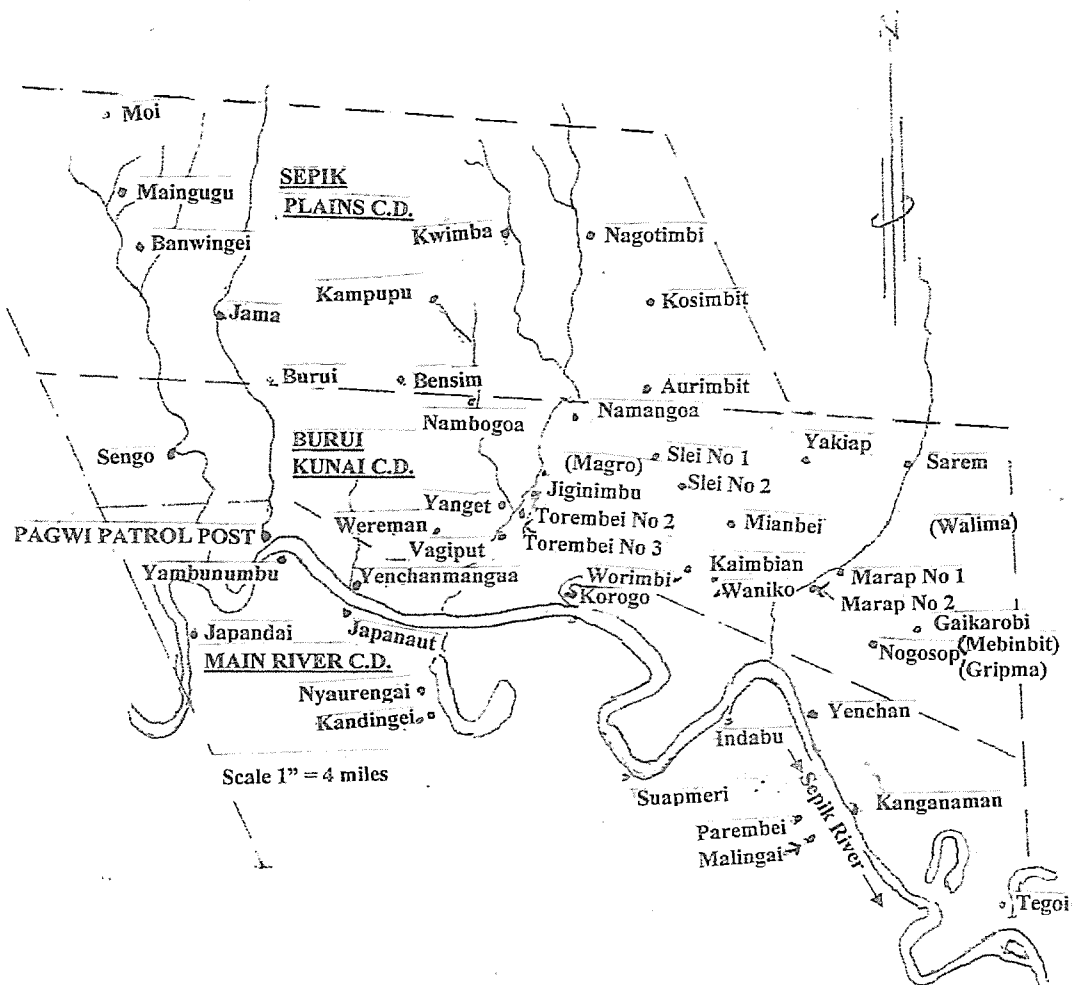 N
Moi
Maingugu
SEPIK
PLAINS C.D.
Banwingei
Kwimba
Nagotimbi
Kampupu
Kosimbit
Jama
Burui
Bensim
Aurimbit
Nambogoa
Namangoa
BURUI
KUNAI C.D.
Sengo
Yakiap
(Magro)
Slei No 1
Sarem
Jiginimbu
Slei No 2
Yanget
Torembei No 2
Mianbei
(Walima)
PAGWI PATROL POST
Wereman
Vagiput
Torembei No 3
Yambunumbu
Yenchanmangaa
Worimbi
Kaimbian
Korogo
Waniko
Marap No 1
Marap No 2
Japandai
Japanaut
Gaikarobi
MAIN RIVER C.D.
Nogosop
(Mebinbit)
(Gripma)
Nyaurengai
Kandingei
Yenchan
Indabu
Scale 1” = 4 miles
Suapmeri
Sepik River
Kanganaman
Parembei
Malingai
Tegoi